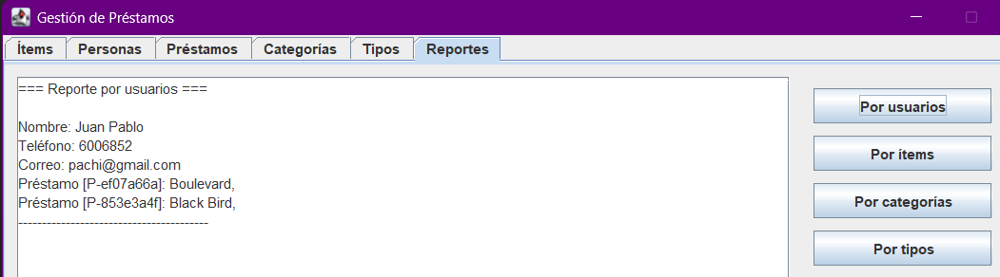 Gestión de Préstamos
Ítems Personas Préstamos Categorías Tipos Reportes
=== Reporte por usuarios ===
Nombre: Juan Pablo
Teléfono: 6006852
Correo: pachi@gmail.com
Préstamo [P-ef07a66a]: Boulevard,
Préstamo [P-853e3a4f]: Black Bird,
----------------------------------------
Por usuarios
Por ítems
Por categorías
Por tipos